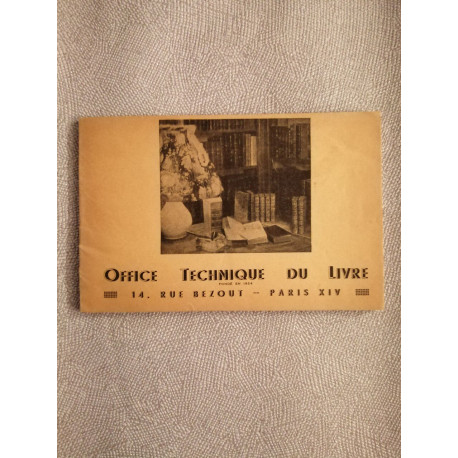 OFFICE TECHNIQUE DU LIVRE
14, RUE BEZOUT — PARIS XIV